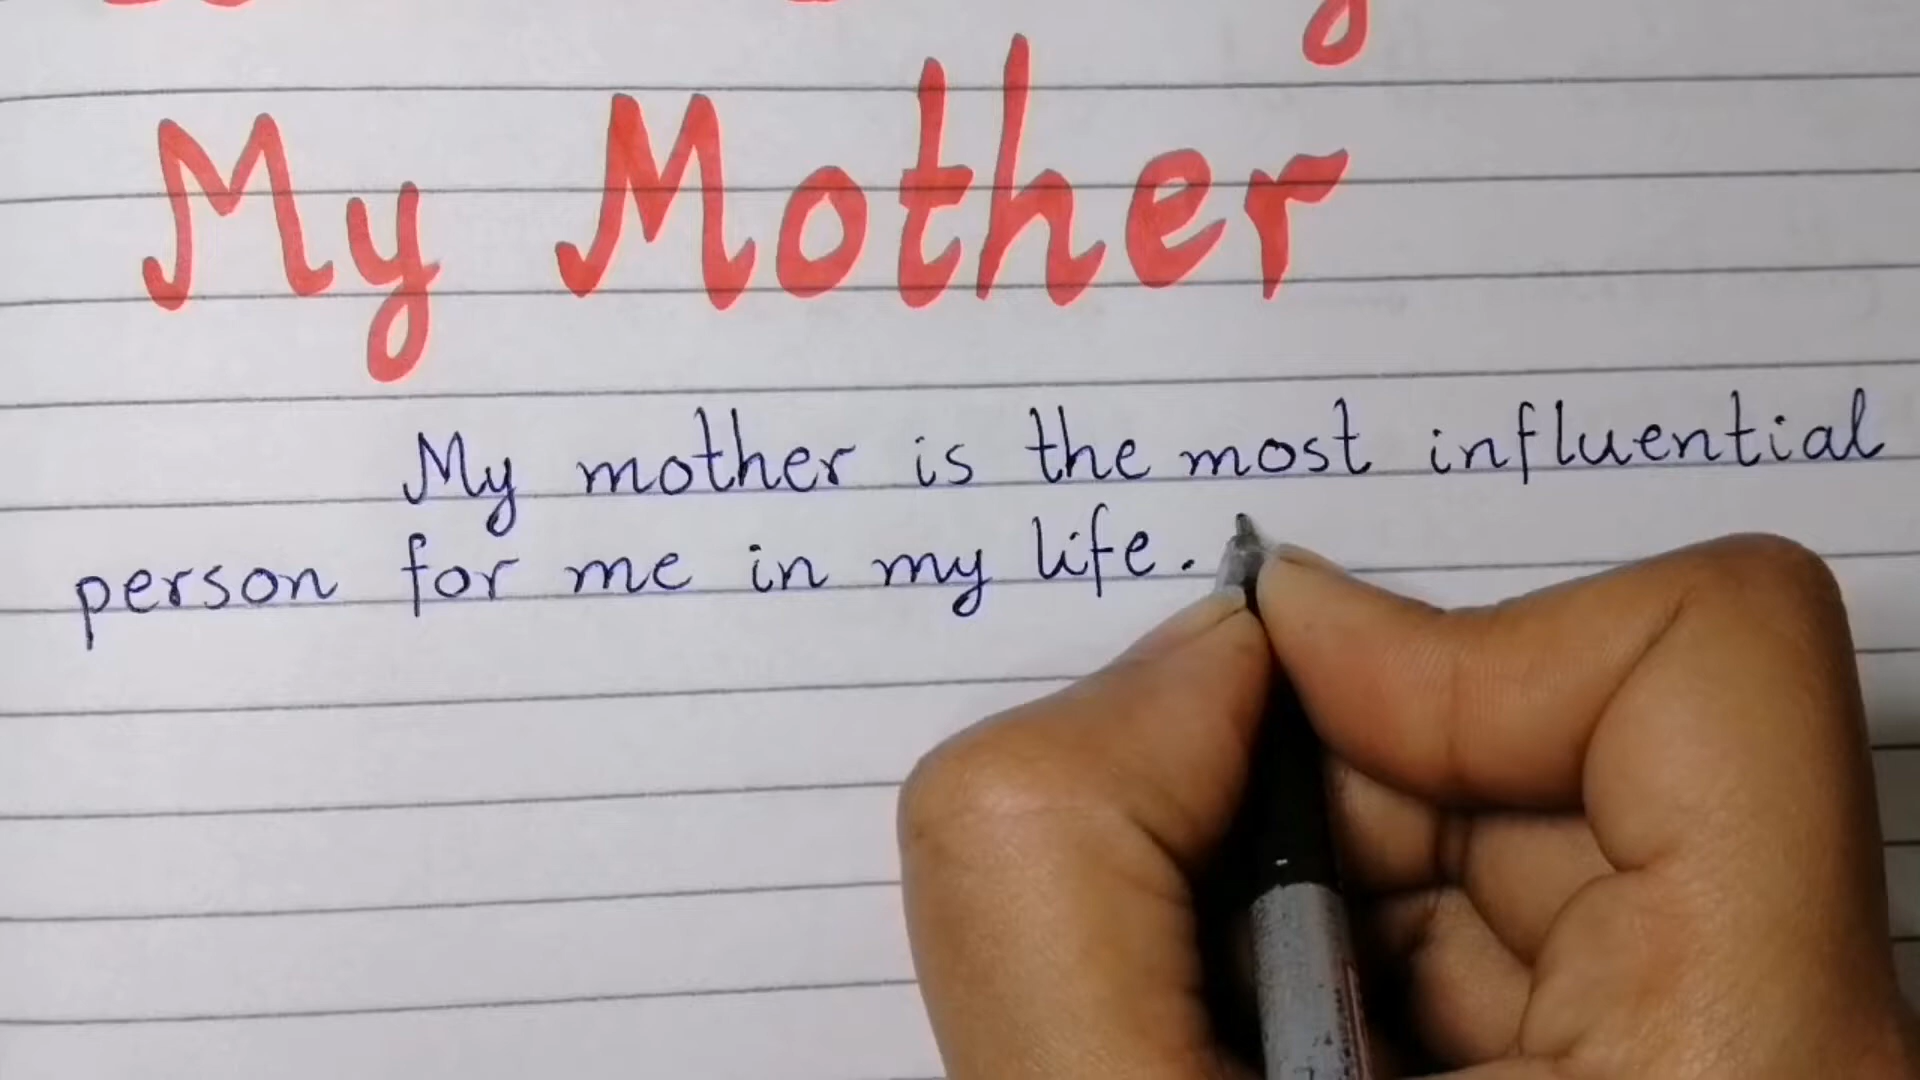 My Mother
My mother is the most influential
person for me in my life.